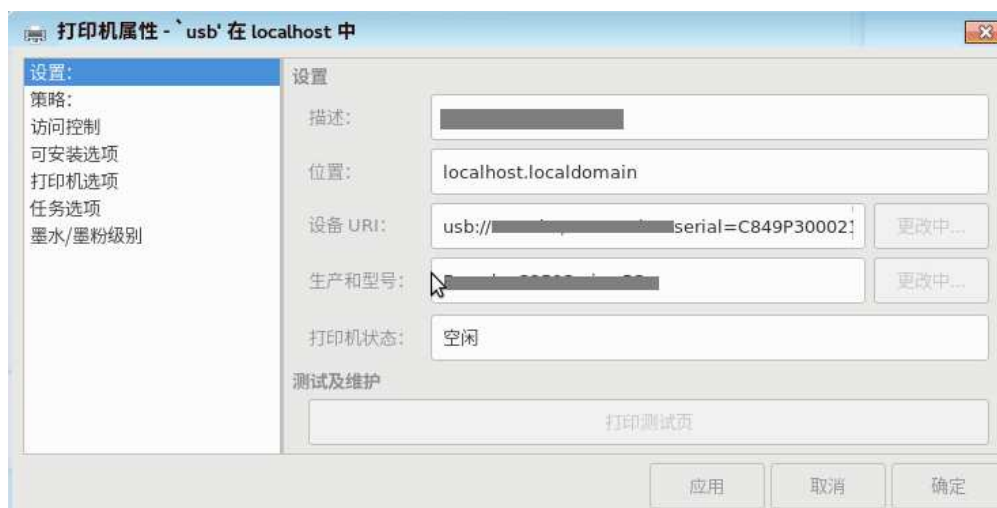 打印机属性 - `usb' 在 localhost 中
设置：
策略：
访问控制
可安装选项
打印机选项
任务选项
墨水/墨粉级别
设置
描述：
位置： localhost.localdomain
设备 URI： usb:// serial=C849P300021
更改中...
生产和型号：
更改中...
打印机状态： 空闲
测试及维护
打印测试页
应用 取消 确定